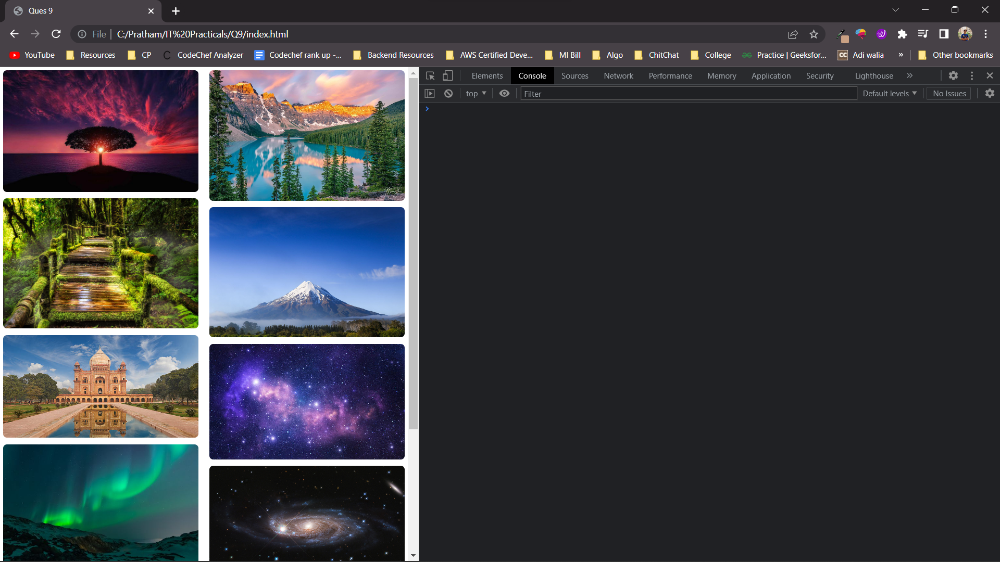 Ques 9
File | C:/Pratham/IT%20Practicals/Q9/index.html
YouTube Resources CP CodeChef Analyzer Codechef rank up -... Backend Resources AWS Certified Deve... MI Bill Algo ChitChat College Practice | Geeksfor... CC Adi walia » Other bookmarks
Elements Console Sources Network Performance Memory Application Security Lighthouse »
top Filter Default levels No Issues